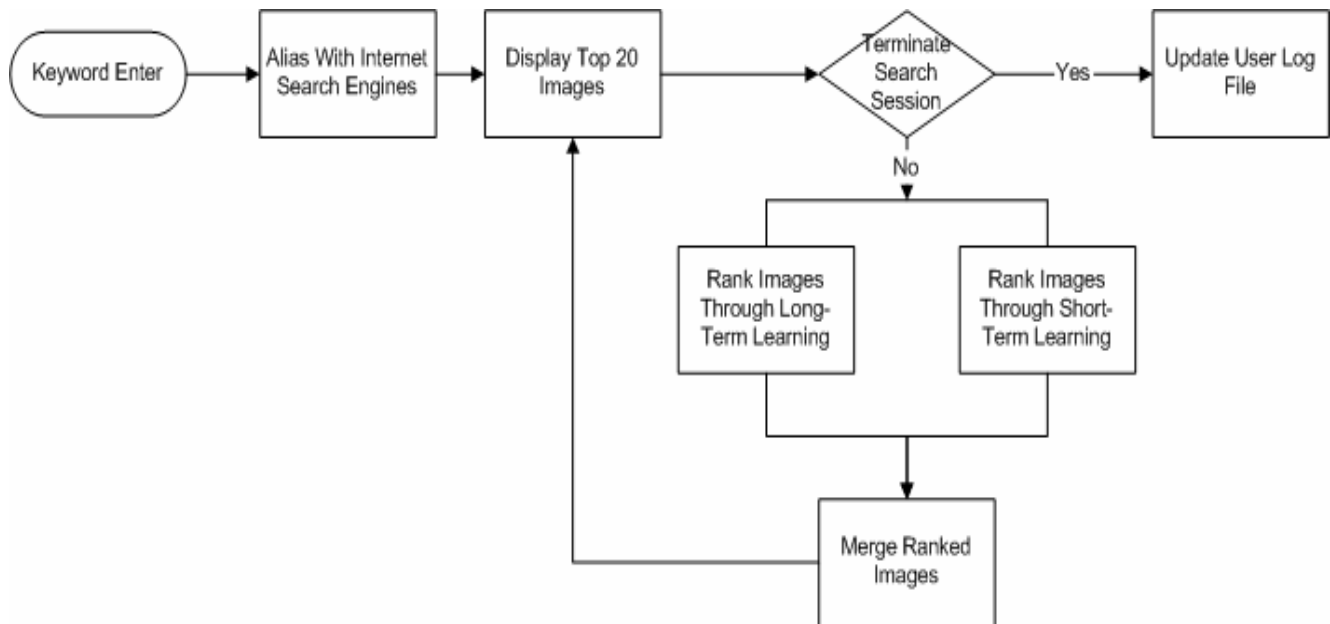 Keyword Enter
Alias With Internet
Search Engines
Display Top 20
Images
Terminate
Search
Session
Yes
Update User Log
File
No
Rank Images
Through Long-
Term Learning
Rank Images
Through Short-
Term Learning
Merge Ranked
Images